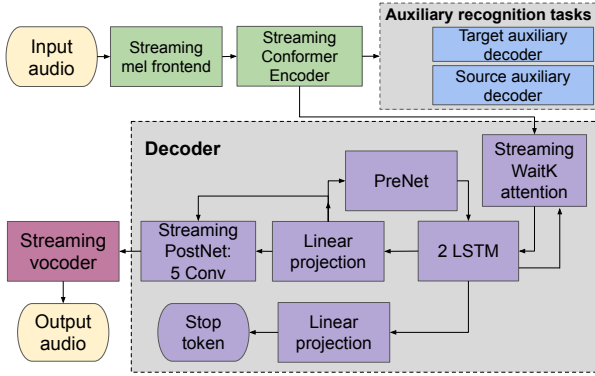 Input
audio
Streaming
mel frontend
Streaming
Conformer
Encoder
Auxiliary recognition tasks
Target auxiliary
decoder
Source auxiliary
decoder
Decoder
Streaming
WaitK
attention
PreNet
Streaming
vocoder
Streaming
PostNet:
5 Conv
Linear
projection
2 LSTM
Output
audio
Stop
token
Linear
projection